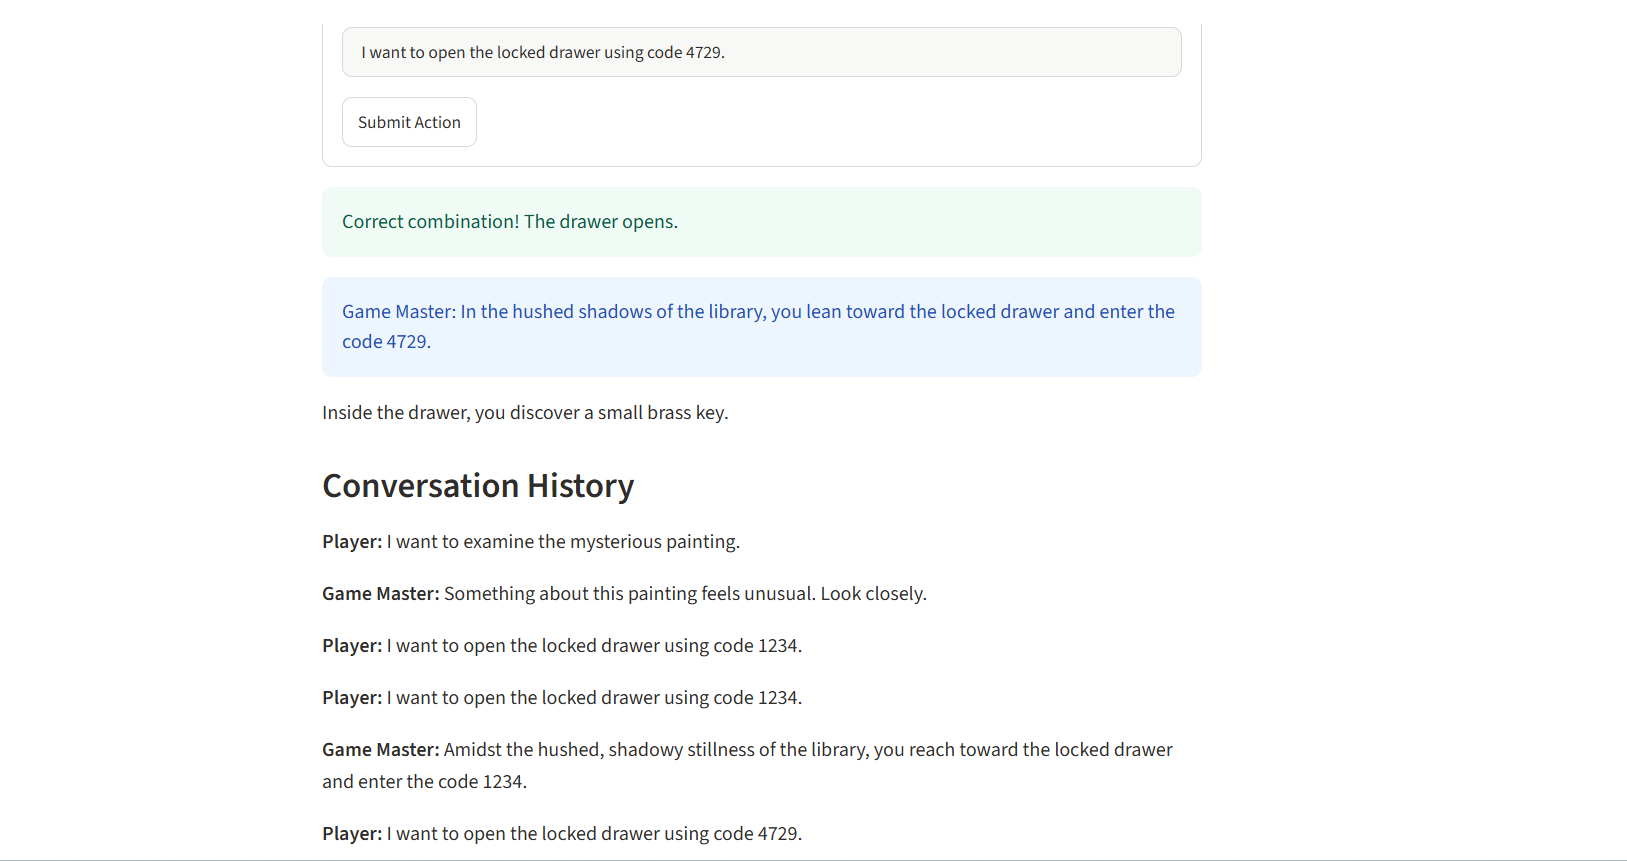 I want to open the locked drawer using code 4729.
Submit Action
Correct combination! The drawer opens.
Game Master: In the hushed shadows of the library, you lean toward the locked drawer and enter the
code 4729.
Inside the drawer, you discover a small brass key.
Conversation History
Player: I want to examine the mysterious painting.
Game Master: Something about this painting feels unusual. Look closely.
Player: I want to open the locked drawer using code 1234.
Player: I want to open the locked drawer using code 1234.
Game Master: Amidst the hushed, shadowy stillness of the library, you reach toward the locked drawer
and enter the code 1234.
Player: I want to open the locked drawer using code 4729.